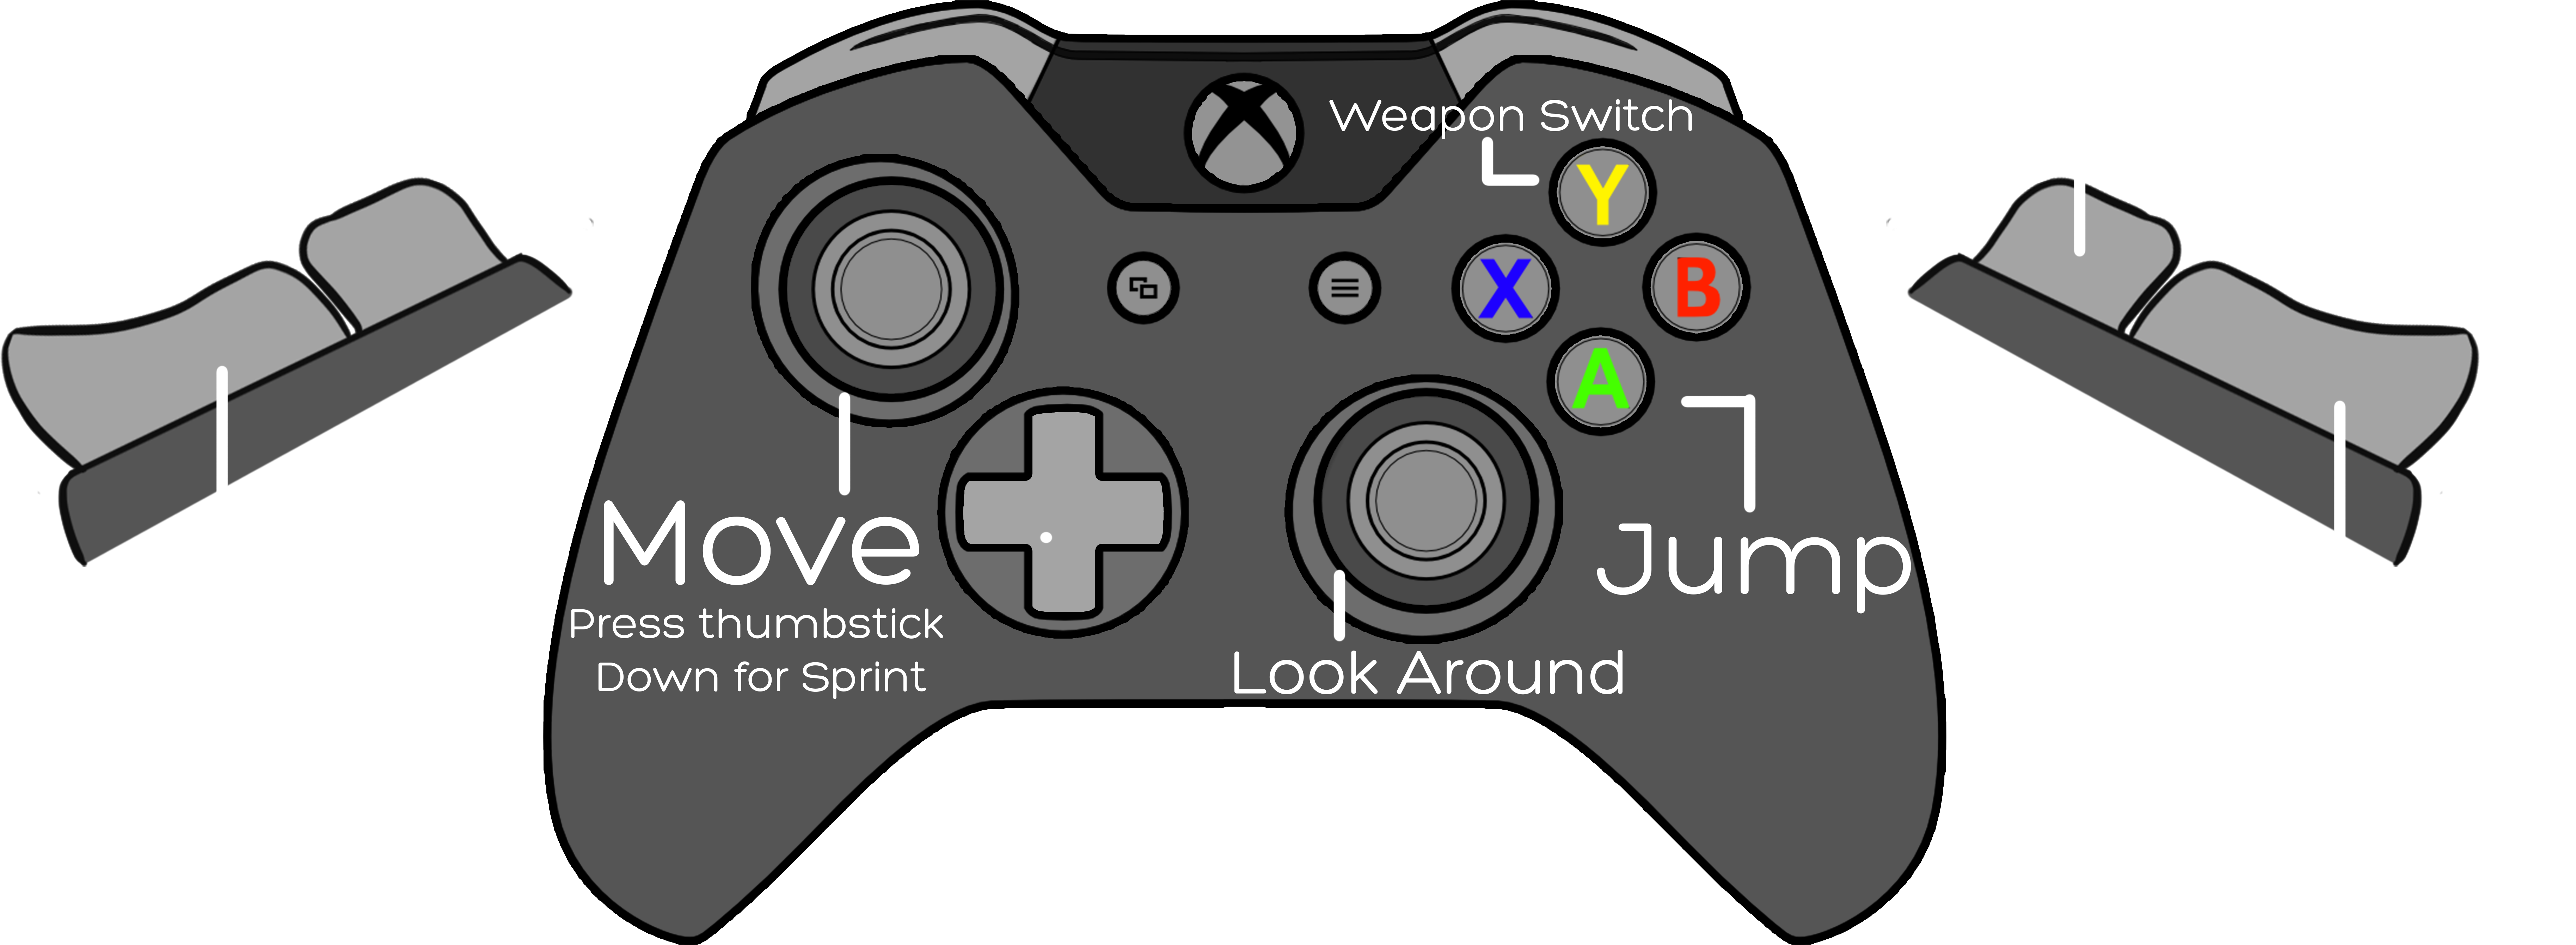 Weapon Switch
Y
X
B
A
Move
Press thumbstick
Down for Sprint
Jump
Look Around